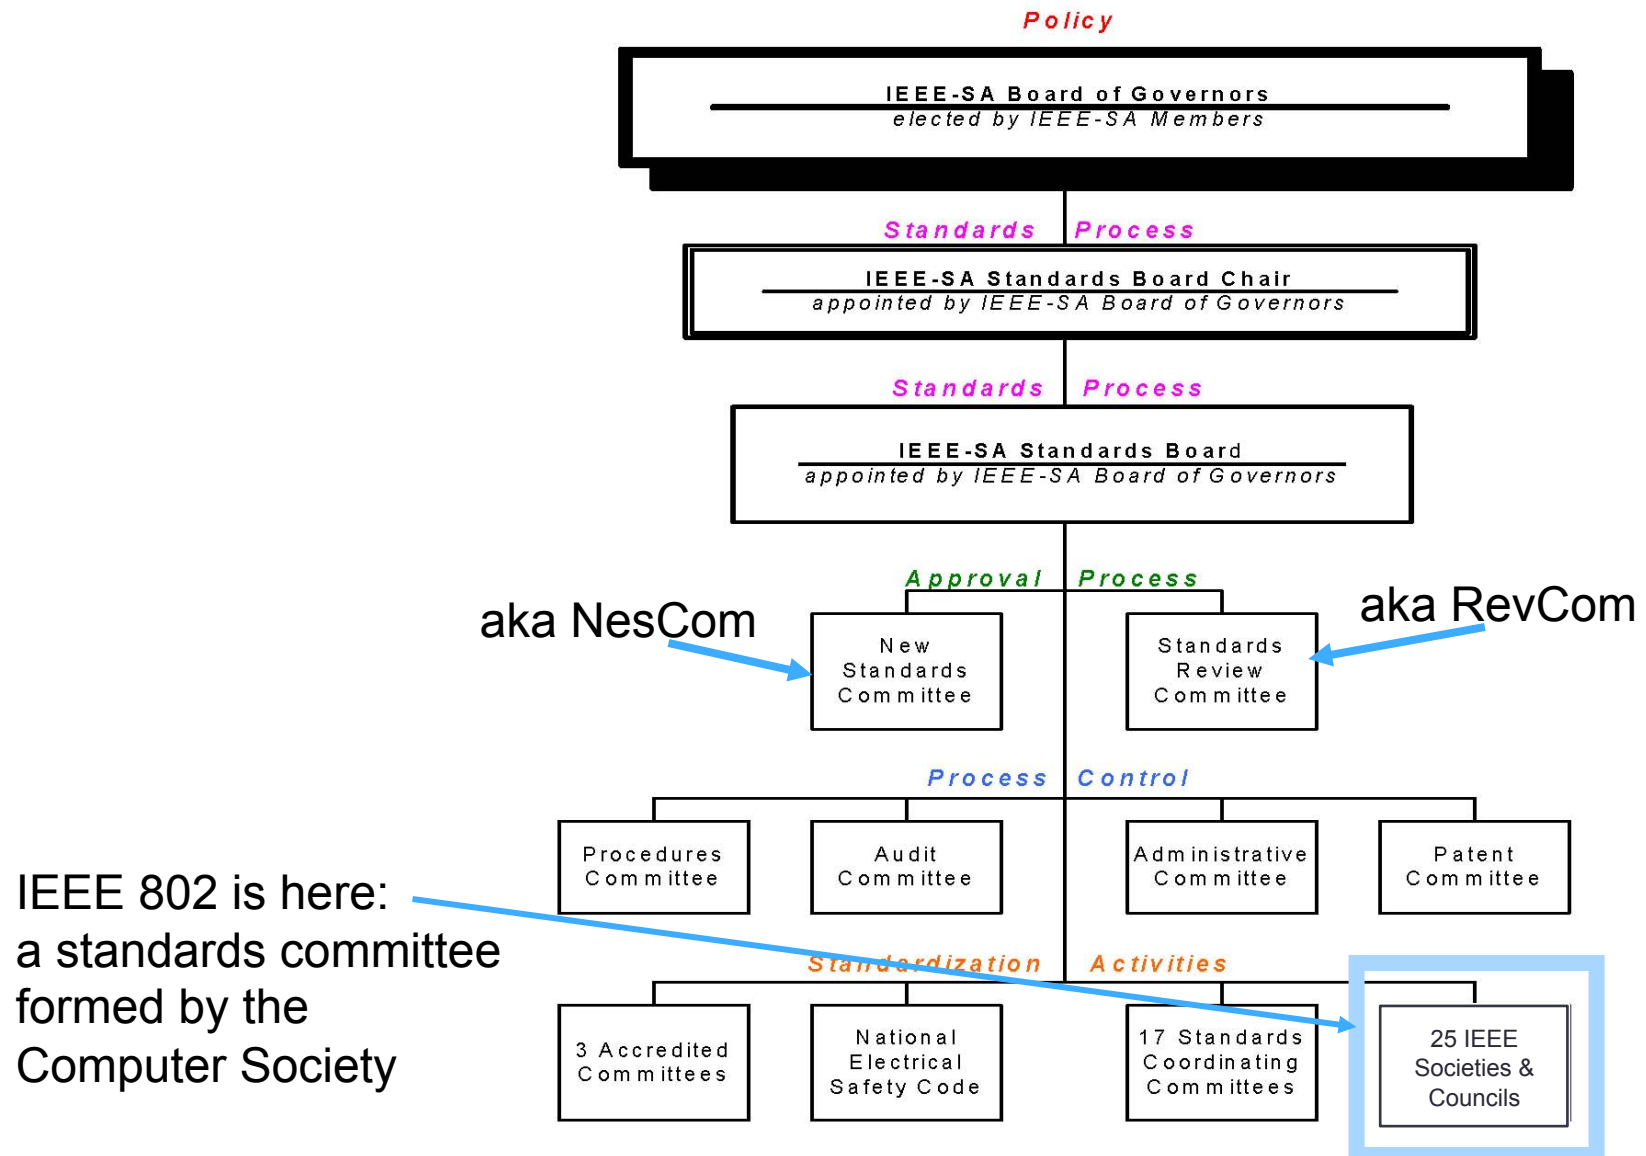 Policy
IEEE-SA Board of Governors
elected by IEEE-SA Members
Standards Process
IEEE-SA Standards Board Chair
appointed by IEEE-SA Board of Governors
Standards Process
IEEE-SA Standards Board
appointed by IEEE-SA Board of Governors
Approval Process
aka NesCom
New
Standards
Committee
Standards
Review
Committee
aka RevCom
Process Control
Procedures
Committee
Audit
Committee
Administrative
Committee
Patent
Committee
IEEE 802 is here:
a standards committee
formed by the
Computer Society
Standardization Activities
3 Accredited
Committees
National
Electrical
Safety Code
17 Standards
Coordinating
Committees
25 IEEE
Societies &
Councils